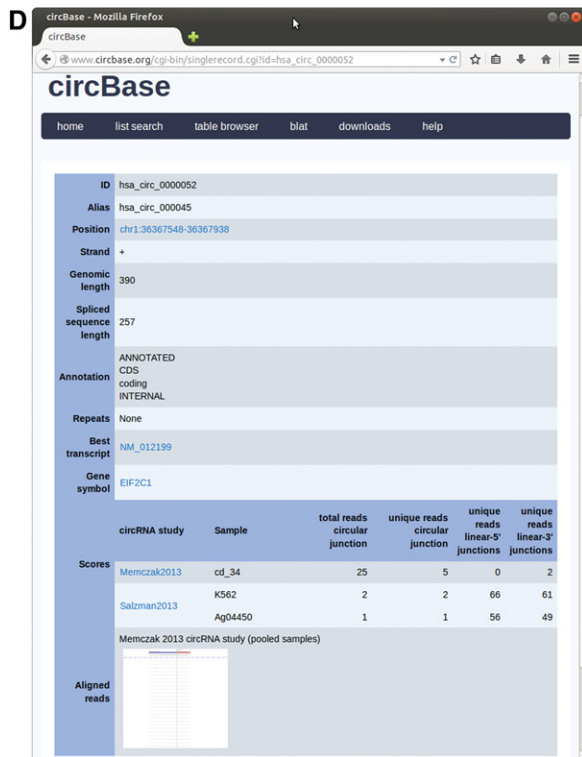 D
circBase - Mozilla Firefox
circBase
www.circbase.org/cgi-bin/singlerecord.cgi?id=hsa_circ_0000052
circBase
home list search table browser blat downloads help
ID hsa_circ_0000052
Alias hsa_circ_000045
Position chr1:36367548-36367938
Strand +
Genomic
length 390
Spliced
sequence 257
length
ANNOTATED
Annotation CDS
coding
INTERNAL
Repeats None
Best
transcript NM_012199
Gene
symbol EIF2C1
Scores
circRNA study Sample total reads circular junction unique reads circular junction unique reads linear-5' junctions unique reads linear-3' junctions
Memczak2013 cd_34 25 5 0 2
Salzman2013 K562 2 2 66 61
Ag04450 1 1 56 49
Memczak 2013 circRNA study (pooled samples)
Aligned
reads